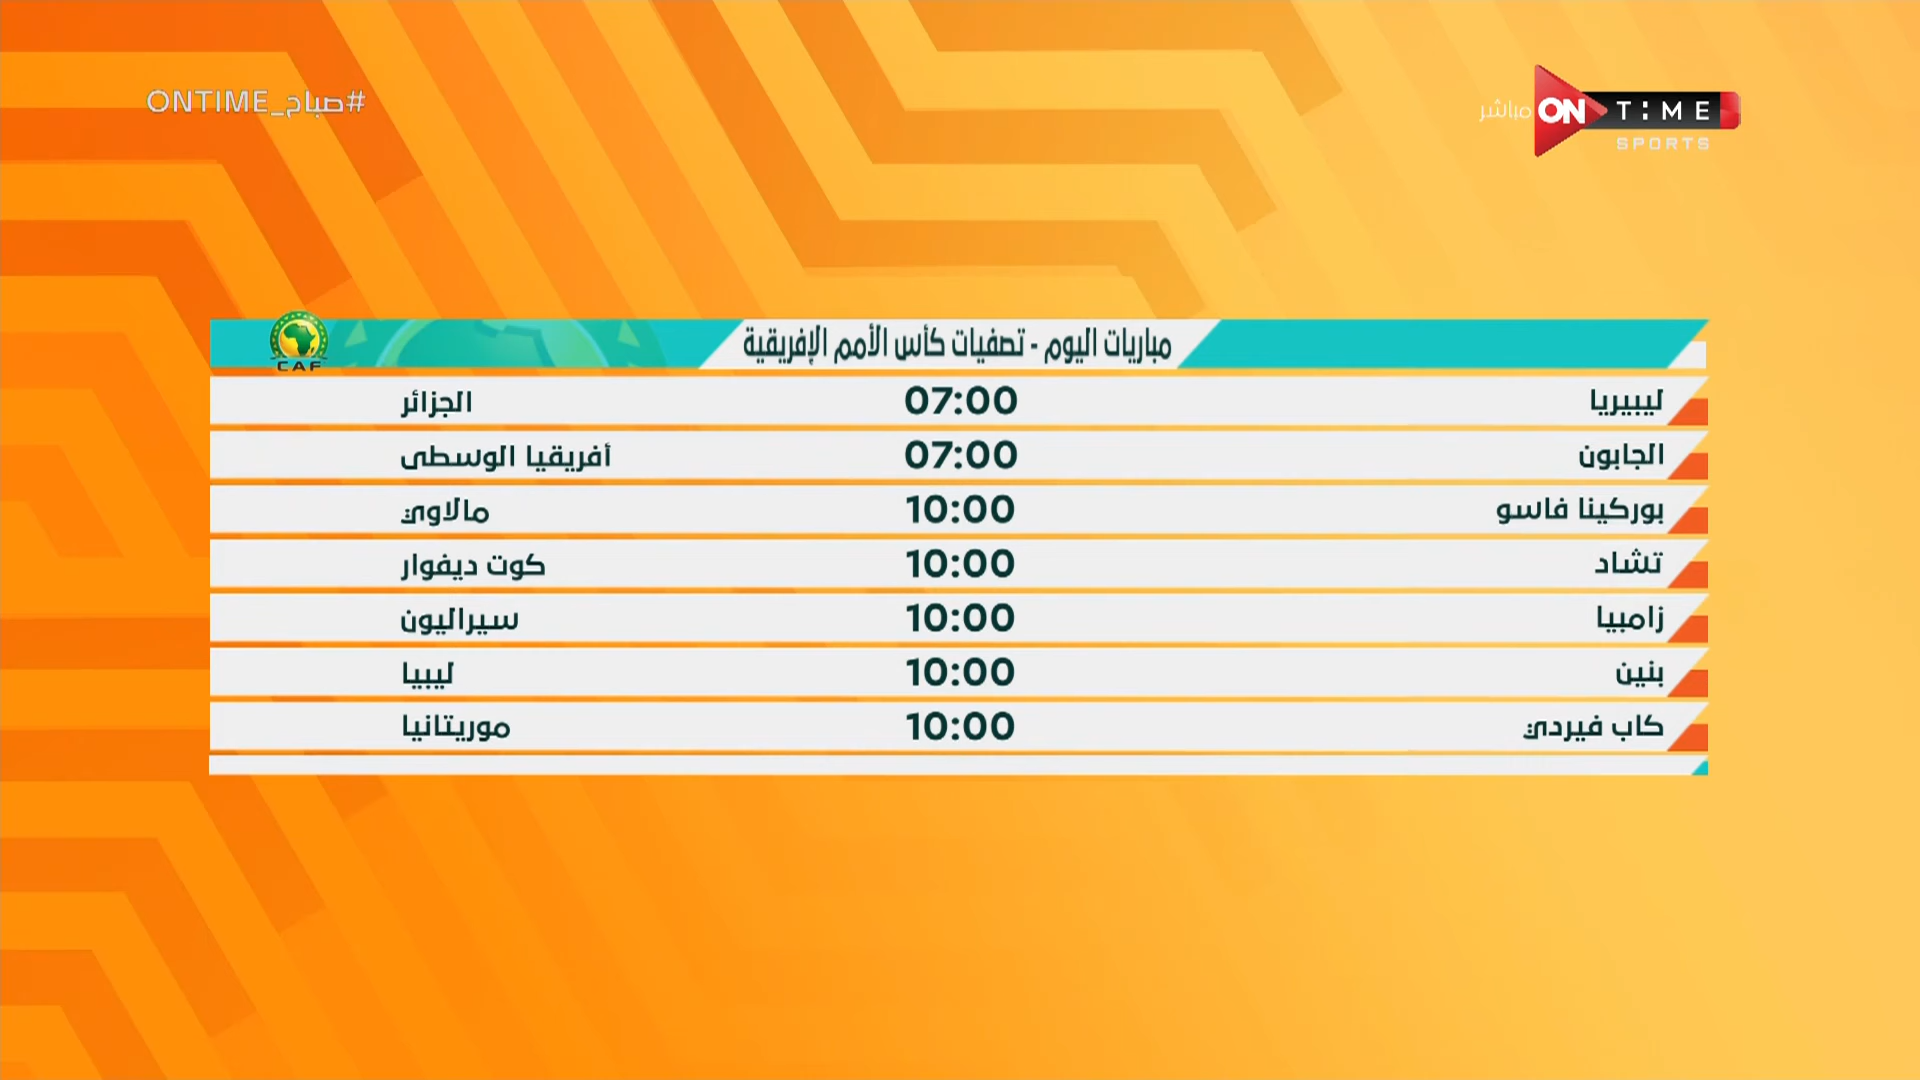 #صباح_ONTIME
مباشر ON TIME
SPORTS
مباريات اليوم - تصفيات كأس الأمم الإفريقية
CAF
ليبيريا 07:00 الجزائر
الجابون 07:00 أفريقيا الوسطى
بوركينا فاسو 10:00 مالاوي
تشاد 10:00 كوت ديفوار
زامبيا 10:00 سيراليون
بنين 10:00 ليبيا
كاب فيردي 10:00 موريتانيا